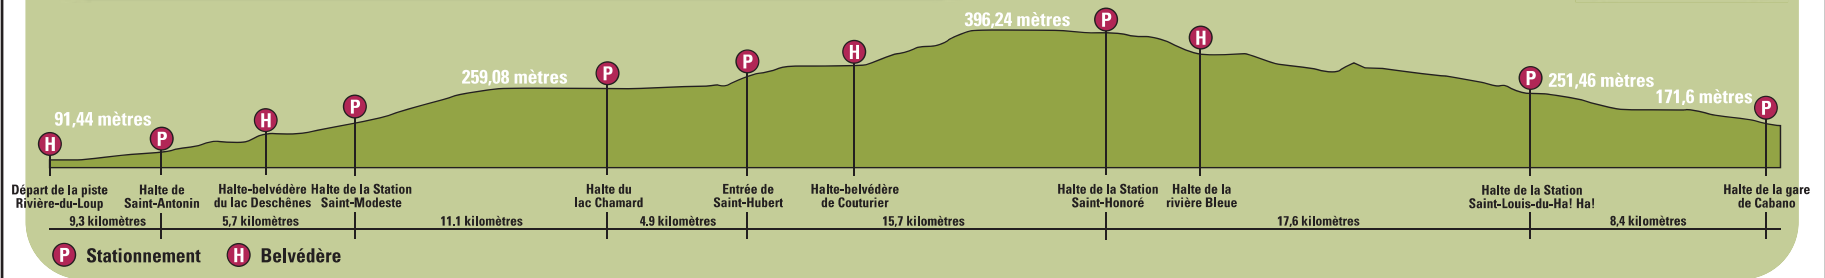 396,24 mètres
P
H
H
P
P
259,08 mètres
P
251,46 mètres
171,6 mètres
P
91,44 mètres
H
P
P
H
Départ de la piste
Rivière-du-Loup
Halte de
Saint-Antonin
Halte-belvédère
du lac Deschênes
Halte de la Station
Saint-Modeste
Halte du
lac Chamard
Entrée de
Saint-Hubert
Halte-belvédère
de Couturier
Halte de la Station
Saint-Honoré
Halte de la
rivière Bleue
Halte de la Station
Saint-Louis-du-Ha! Ha!
Halte de la gare
de Cabano
9,3 kilomètres
5,7 kilomètres
11.1 kilomètres
4.9 kilomètres
15,7 kilomètres
17,6 kilomètres
8,4 kilomètres
P Stationnement
H Belvédère